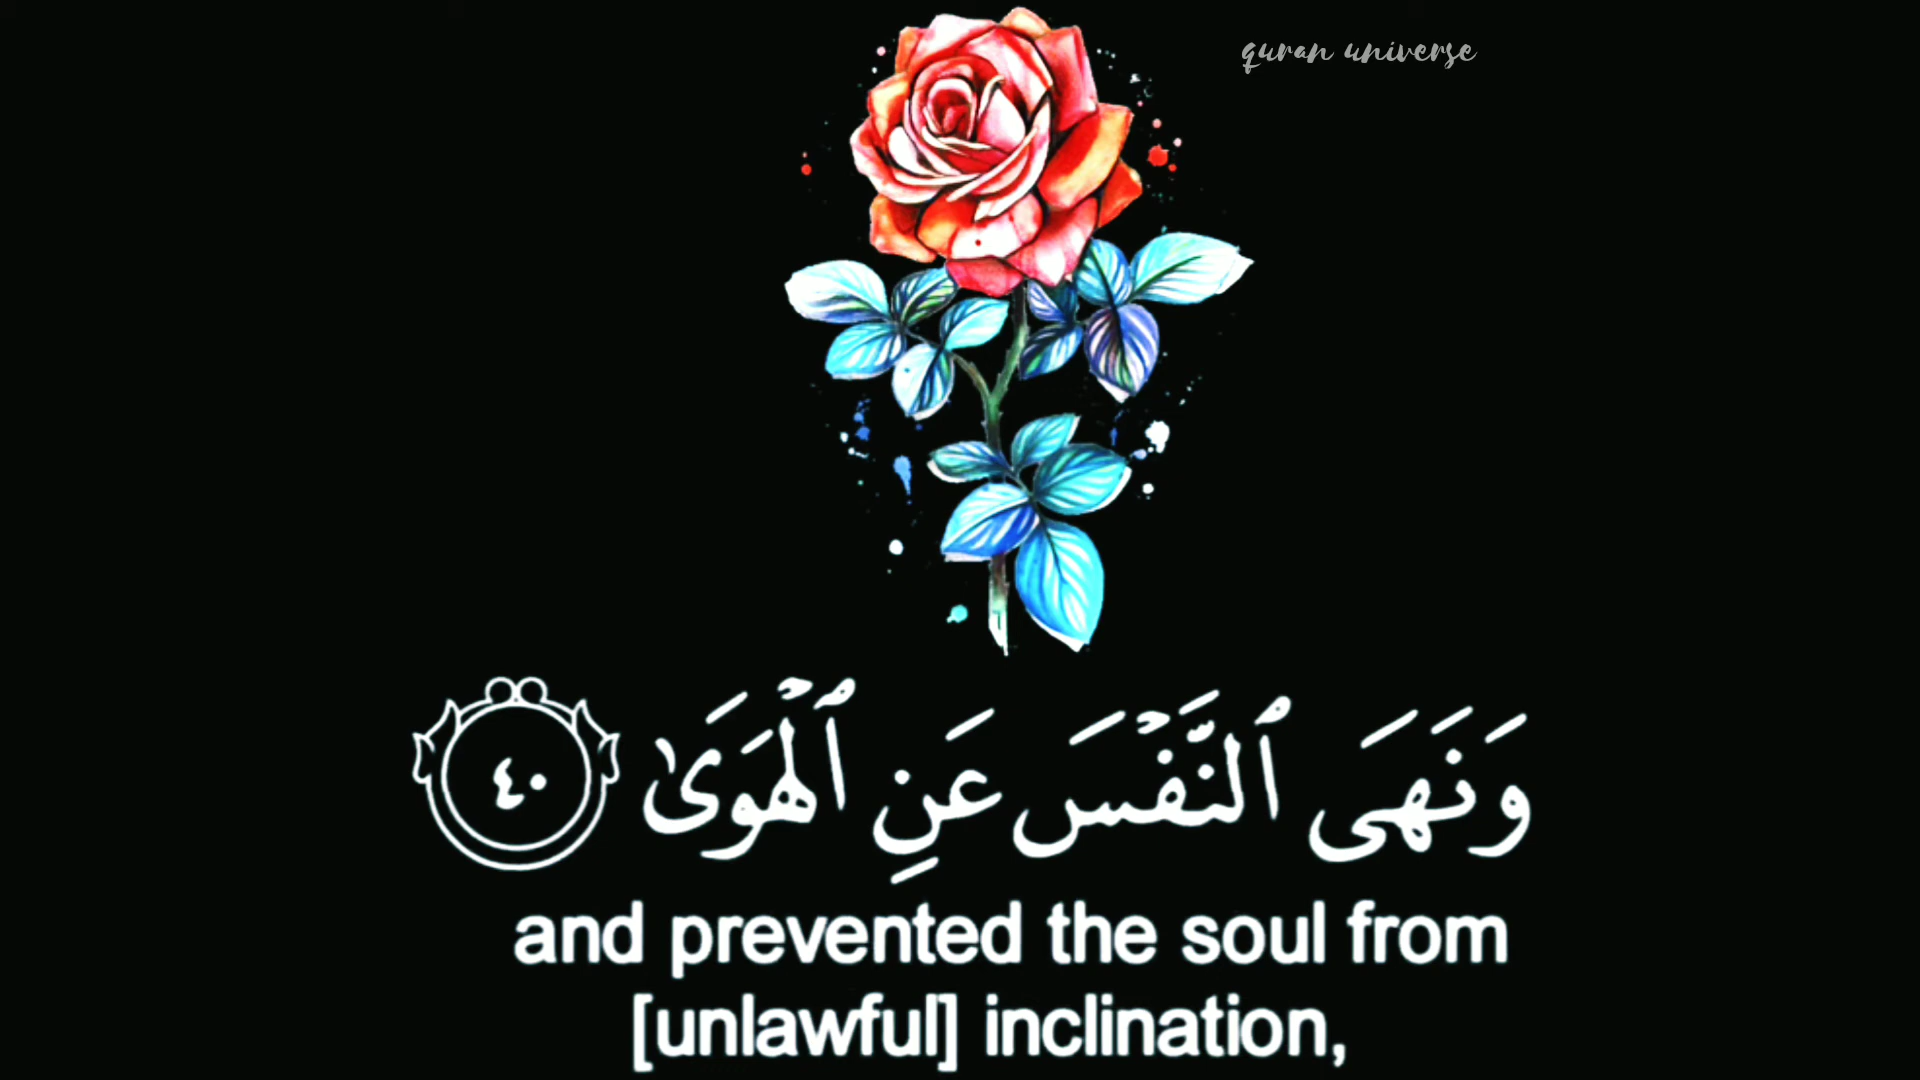 quran universe
وَنَهَى ٱلنَّفۡسَ عَنِ ٱلۡهَوَىٰ ٤٠
and prevented the soul from
[unlawful] inclination,